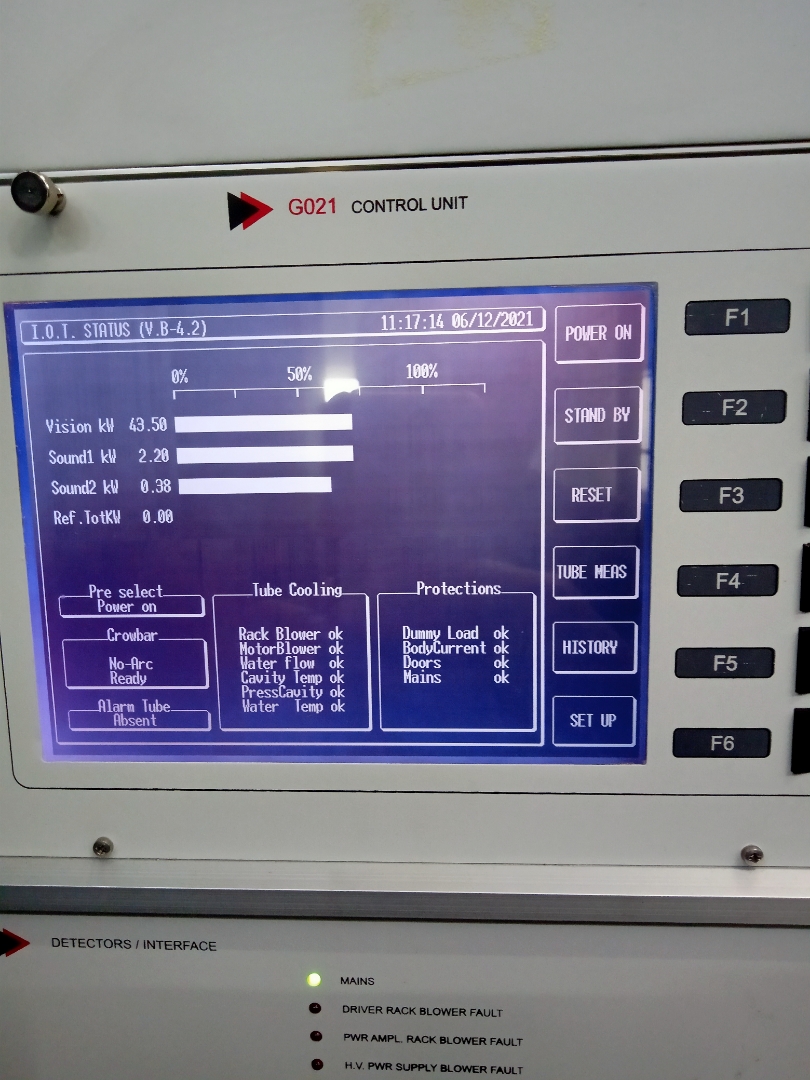 G021 CONTROL UNIT
I.O.T. STATUS (V.B-4.2) 11:17:14 06/12/2021
0% 50% 100%
Vision kW 43.50
Sound1 kW 2.20
Sound2 kW 0.38
Ref.TotKW 0.00
Pre select
Power on
Crowbar
No-Arc
Ready
Alarm Tube
Absent
Tube Cooling
Rack Blower ok
MotorBlower ok
Water flow ok
Cavity Temp ok
PressCavity ok
Water Temp ok
Protections
Dummy Load ok
BodyCurrent ok
Doors ok
Mains ok
POWER ON
STAND BY
RESET
TUBE MEAS
HISTORY
SET UP
F1
F2
F3
F4
F5
F6
DETECTORS / INTERFACE
MAINS
DRIVER RACK BLOWER FAULT
PWR AMPL. RACK BLOWER FAULT
H.V. PWR SUPPLY BLOWER FAULT